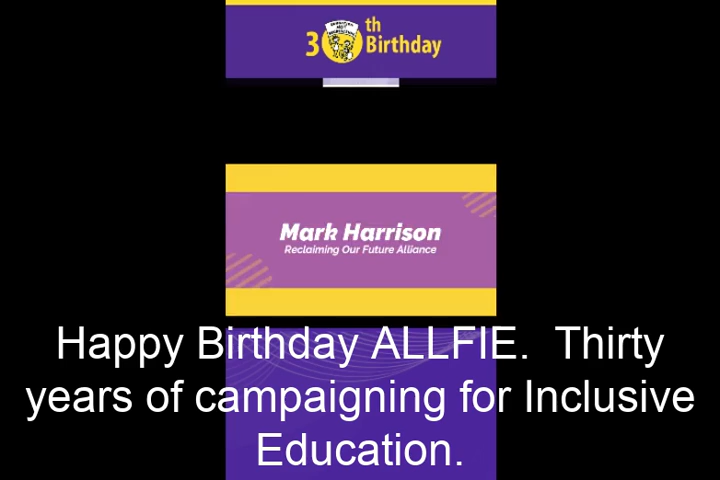 30th
Birthday
Mark Harrison
Reclaiming Our Future Alliance
Happy Birthday ALLFIE. Thirty
years of campaigning for Inclusive
Education.